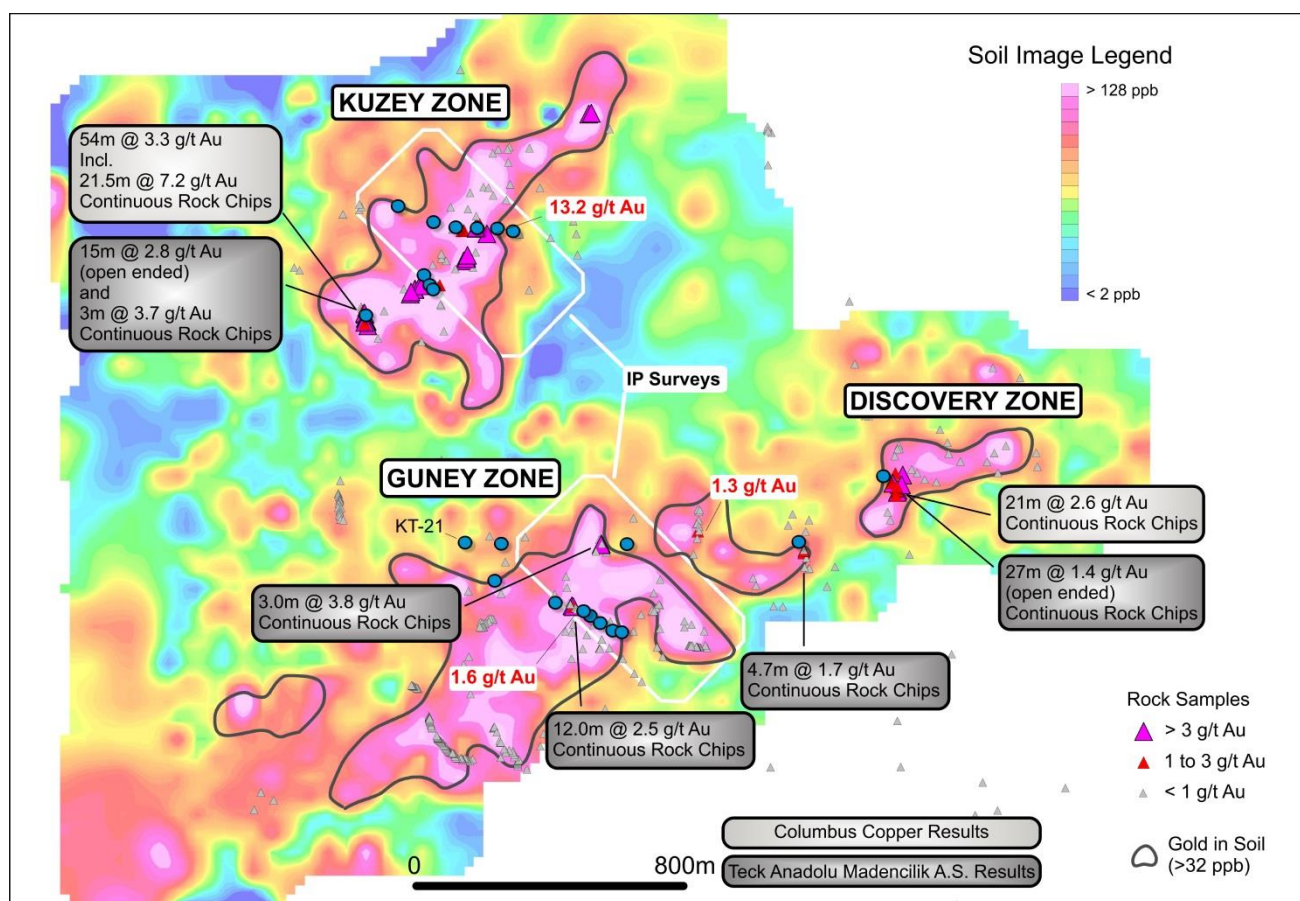 Soil Image Legend
> 128 ppb
< 2 ppb
KUZEY ZONE
54m @ 3.3 g/t Au
Incl.
21.5m @ 7.2 g/t Au
Continuous Rock Chips
15m @ 2.8 g/t Au
(open ended)
and
3m @ 3.7 g/t Au
Continuous Rock Chips
13.2 g/t Au
IP Surveys
DISCOVERY ZONE
GUNEY ZONE
1.3 g/t Au
KT-21
21m @ 2.6 g/t Au
Continuous Rock Chips
27m @ 1.4 g/t Au
(open ended)
Continuous Rock Chips
3.0m @ 3.8 g/t Au
Continuous Rock Chips
1.6 g/t Au
4.7m @ 1.7 g/t Au
Continuous Rock Chips
12.0m @ 2.5 g/t Au
Continuous Rock Chips
Rock Samples
> 3 g/t Au
1 to 3 g/t Au
< 1 g/t Au
Gold in Soil
(>32 ppb)
Columbus Copper Results
Teck Anadolu Madencilik A.S. Results
0 800m